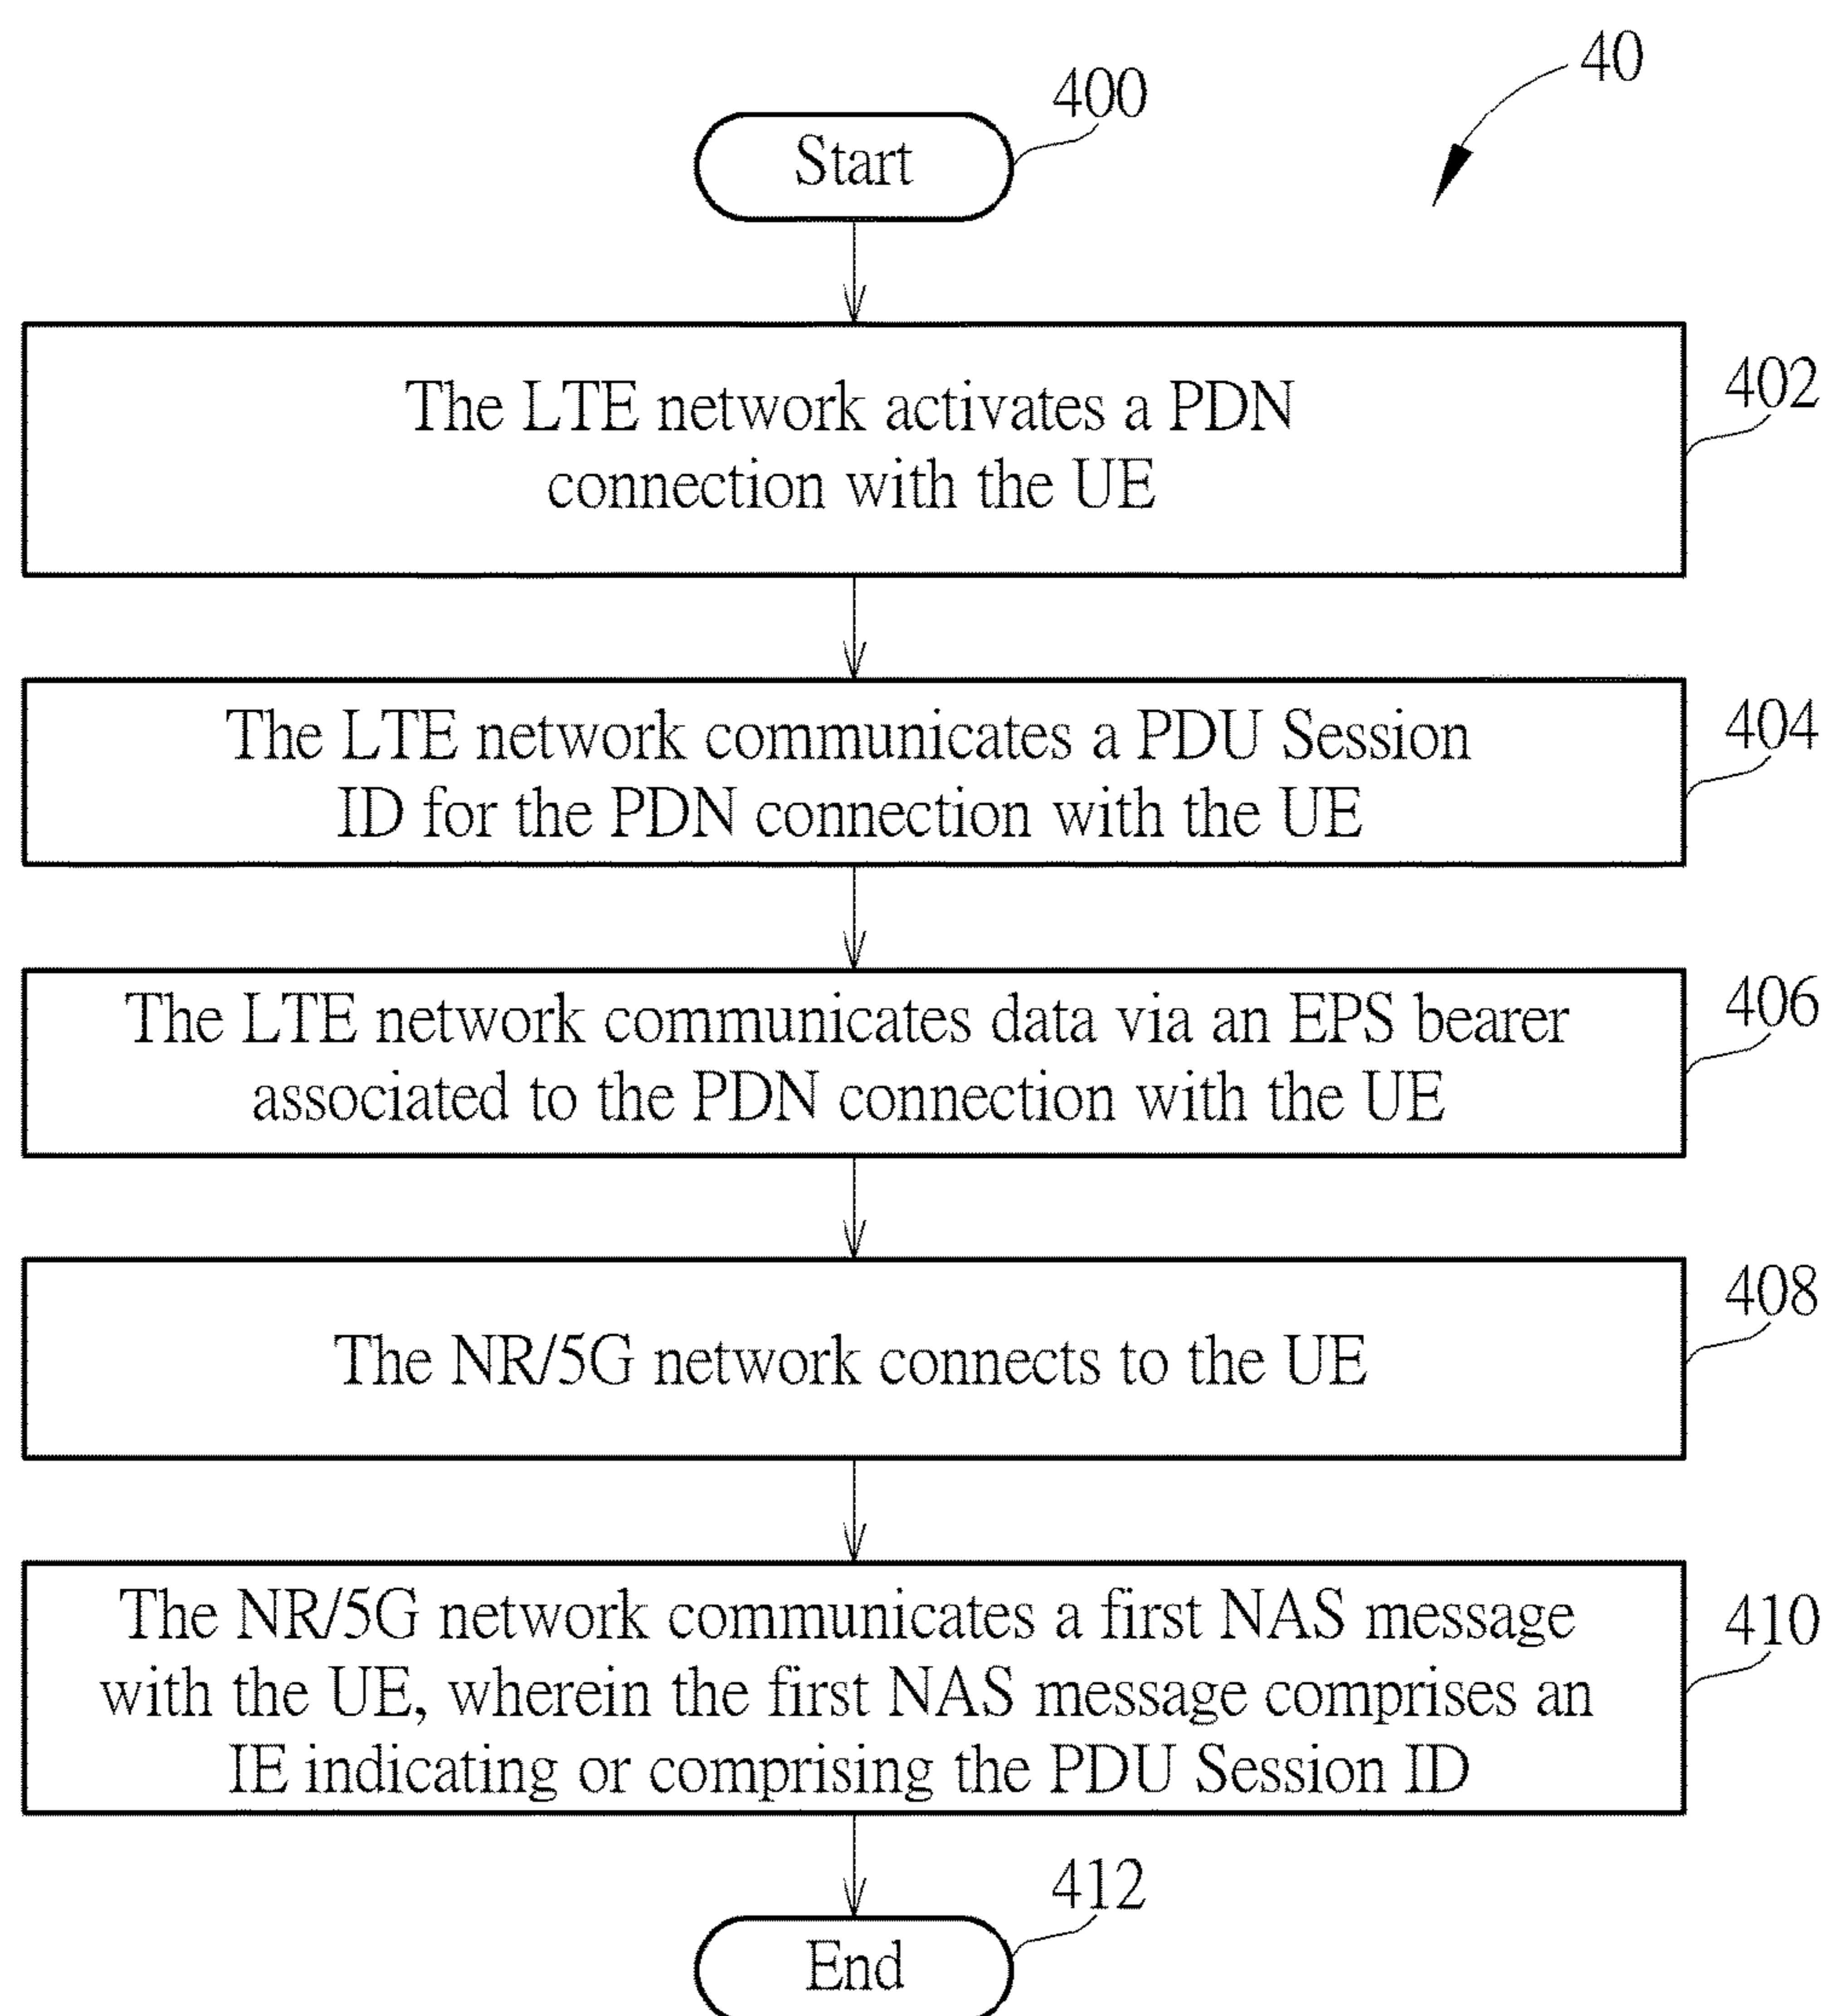 40
400
Start
The LTE network activates a PDN
connection with the UE
402
The LTE network communicates a PDU Session
ID for the PDN connection with the UE
404
The LTE network communicates data via an EPS bearer
associated to the PDN connection with the UE
406
The NR/5G network connects to the UE
408
The NR/5G network communicates a first NAS message
with the UE, wherein the first NAS message comprises an
IE indicating or comprising the PDU Session ID
410
412
End